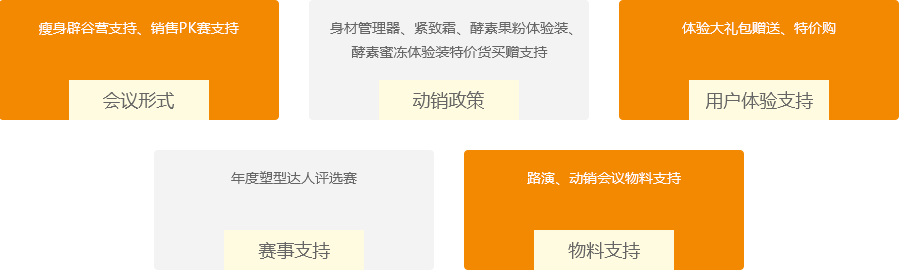 瘦身辟谷营支持、销售PK赛支持
会议形式
身材管理器、紧致霜、酵素果粉体验装、
酵素蜜冻体验装特价货买赠支持
动销政策
体验大礼包赠送、特价购
用户体验支持
年度塑型达人评选赛
赛事支持
路演、动销会议物料支持
物料支持